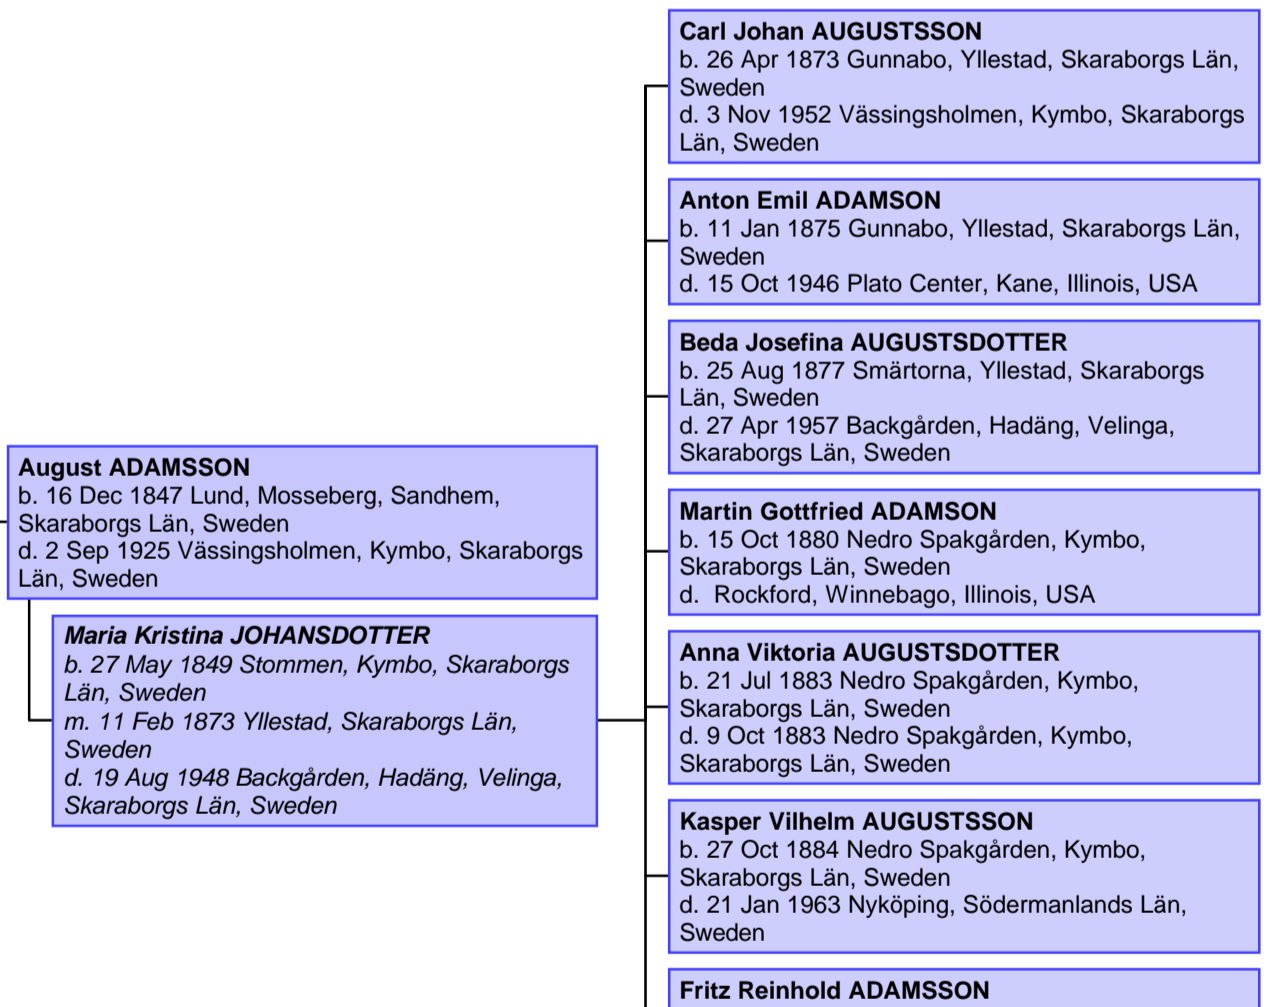 August ADAMSSON
b. 16 Dec 1847 Lund, Mosseberg, Sandhem,
Skaraborgs Län, Sweden
d. 2 Sep 1925 Vässingsholmen, Kymbo, Skaraborgs
Län, Sweden
Maria Kristina JOHANSDOTTER
b. 27 May 1849 Stommen, Kymbo, Skaraborgs
Län, Sweden
m. 11 Feb 1873 Yllestad, Skaraborgs Län,
Sweden
d. 19 Aug 1948 Backgården, Hadäng, Velinga,
Skaraborgs Län, Sweden
Carl Johan AUGUSTSSON
b. 26 Apr 1873 Gunnabo, Yllestad, Skaraborgs Län,
Sweden
d. 3 Nov 1952 Vässingsholmen, Kymbo, Skaraborgs
Län, Sweden
Anton Emil ADAMSON
b. 11 Jan 1875 Gunnabo, Yllestad, Skaraborgs Län,
Sweden
d. 15 Oct 1946 Plato Center, Kane, Illinois, USA
Beda Josefina AUGUSTSDOTTER
b. 25 Aug 1877 Smärtorna, Yllestad, Skaraborgs
Län, Sweden
d. 27 Apr 1957 Backgården, Hadäng, Velinga,
Skaraborgs Län, Sweden
Martin Gottfried ADAMSON
b. 15 Oct 1880 Nedro Spakgården, Kymbo,
Skaraborgs Län, Sweden
d.  Rockford, Winnebago, Illinois, USA
Anna Viktoria AUGUSTSDOTTER
b. 21 Jul 1883 Nedro Spakgården, Kymbo,
Skaraborgs Län, Sweden
d. 9 Oct 1883 Nedro Spakgården, Kymbo,
Skaraborgs Län, Sweden
Kasper Vilhelm AUGUSTSSON
b. 27 Oct 1884 Nedro Spakgården, Kymbo,
Skaraborgs Län, Sweden
d. 21 Jan 1963 Nyköping, Södermanlands Län,
Sweden
Fritz Reinhold ADAMSSON